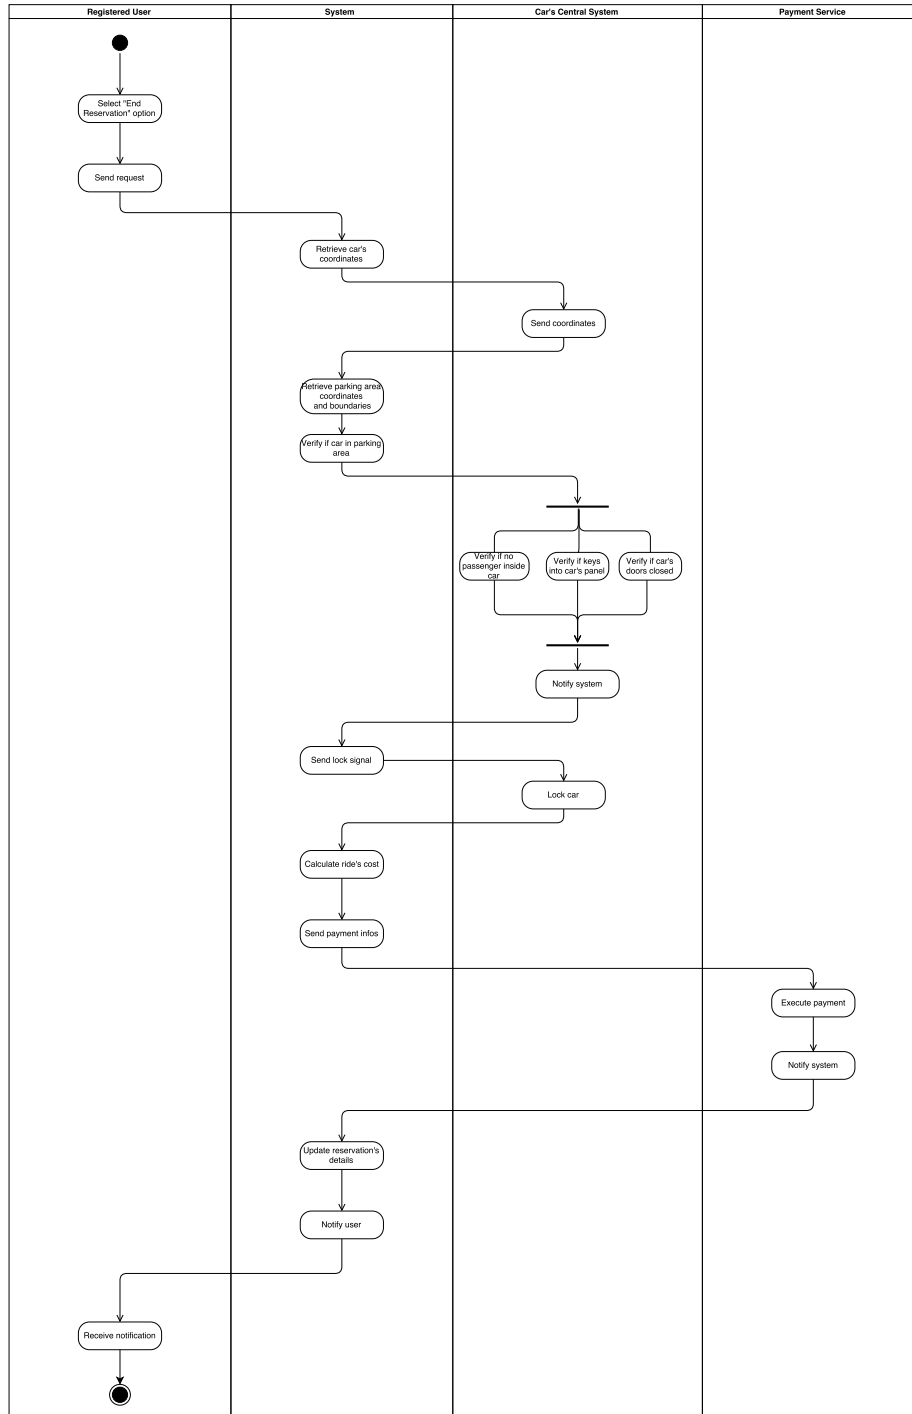 Registered User
System
Car's Central System
Payment Service
Select "End
Reservation" option
Send request
Retrieve car's
coordinates
Send coordinates
Retrieve parking area
coordinates
and boundaries
Verify if car in parking
area
Verify if no
passenger inside
car
Verify if keys
into car's panel
Verify if car's
doors closed
Notify system
Send lock signal
Lock car
Calculate ride's cost
Send payment infos
Execute payment
Notify system
Update reservation's
details
Notify user
Receive notification